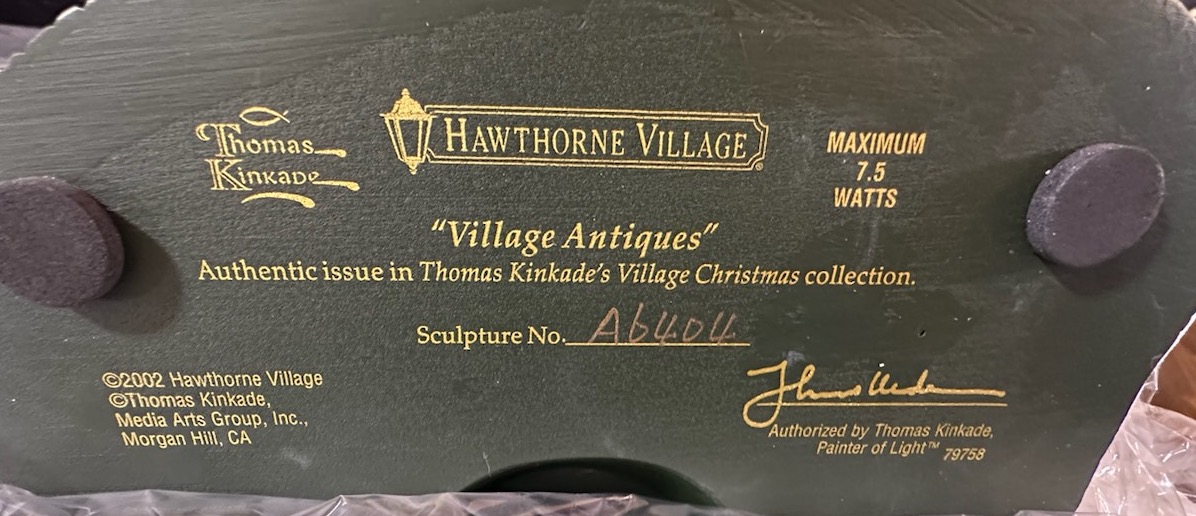 Thomas
Kinkade
HAWTHORNE VILLAGE®
MAXIMUM
7.5
WATTS
"Village Antiques"
Authentic issue in Thomas Kinkade's Village Christmas collection.
Sculpture No. A6404
©2002 Hawthorne Village
©Thomas Kinkade,
Media Arts Group, Inc.,
Morgan Hill, CA
Authorized by Thomas Kinkade,
Painter of Light™ 79758